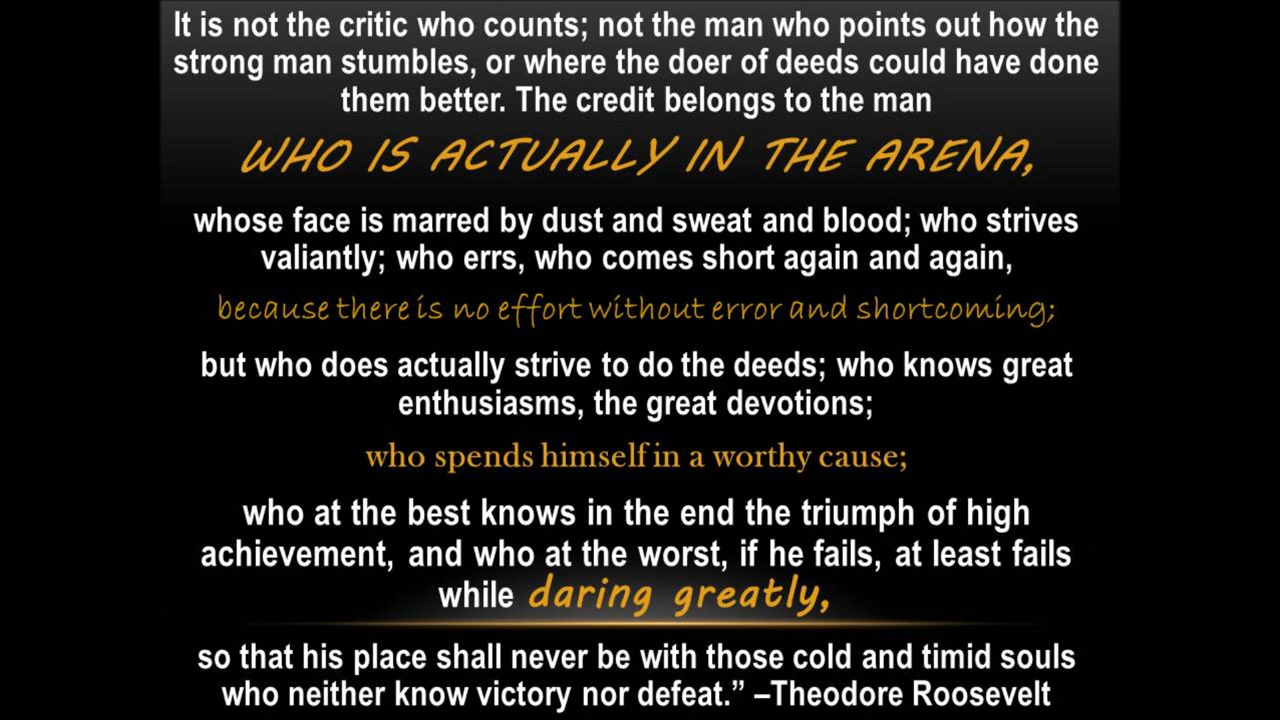 It is not the critic who counts; not the man who points out how the
strong man stumbles, or where the doer of deeds could have done
them better. The credit belongs to the man
WHO IS ACTUALLY IN THE ARENA,
whose face is marred by dust and sweat and blood; who strives
valiantly; who errs, who comes short again and again,
because there is no effort without error and shortcoming;
but who does actually strive to do the deeds; who knows great
enthusiasms, the great devotions;
who spends himself in a worthy cause;
who at the best knows in the end the triumph of high
achievement, and who at the worst, if he fails, at least fails
while daring greatly,
so that his place shall never be with those cold and timid souls
who neither know victory nor defeat.” –Theodore Roosevelt